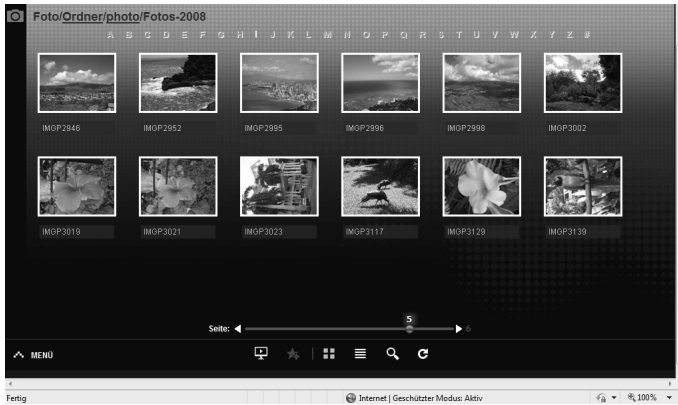 Foto/Ordner/photo/Fotos-2008
A B C D E F G H I J K L M N O P Q R S T U V W X Y Z #
IMGP2946 IMGP2952 IMGP2995 IMGP2996 IMGP2998 IMGP3002
IMGP3019 IMGP3021 IMGP3023 IMGP3117 IMGP3129 IMGP3139
5
Seite: 6
MENÜ
Fertig Internet | Geschützter Modus: Aktiv 100%